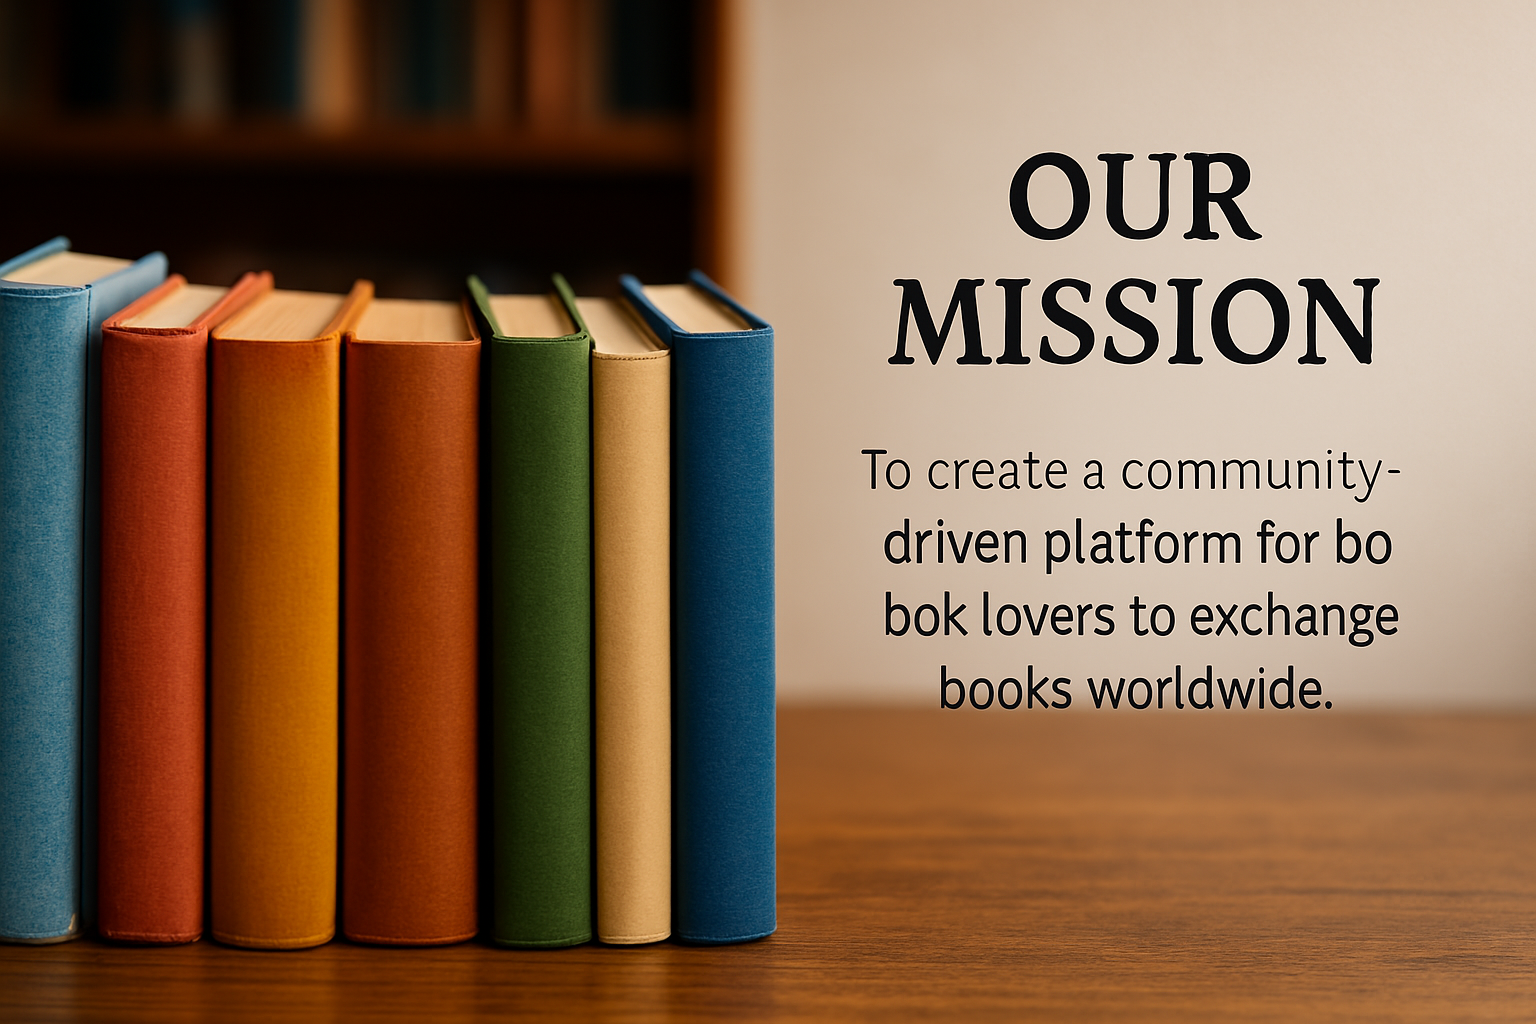 OUR
MISSION
To create a community-
driven platform for bo
bok lovers to exchange
books worldwide.